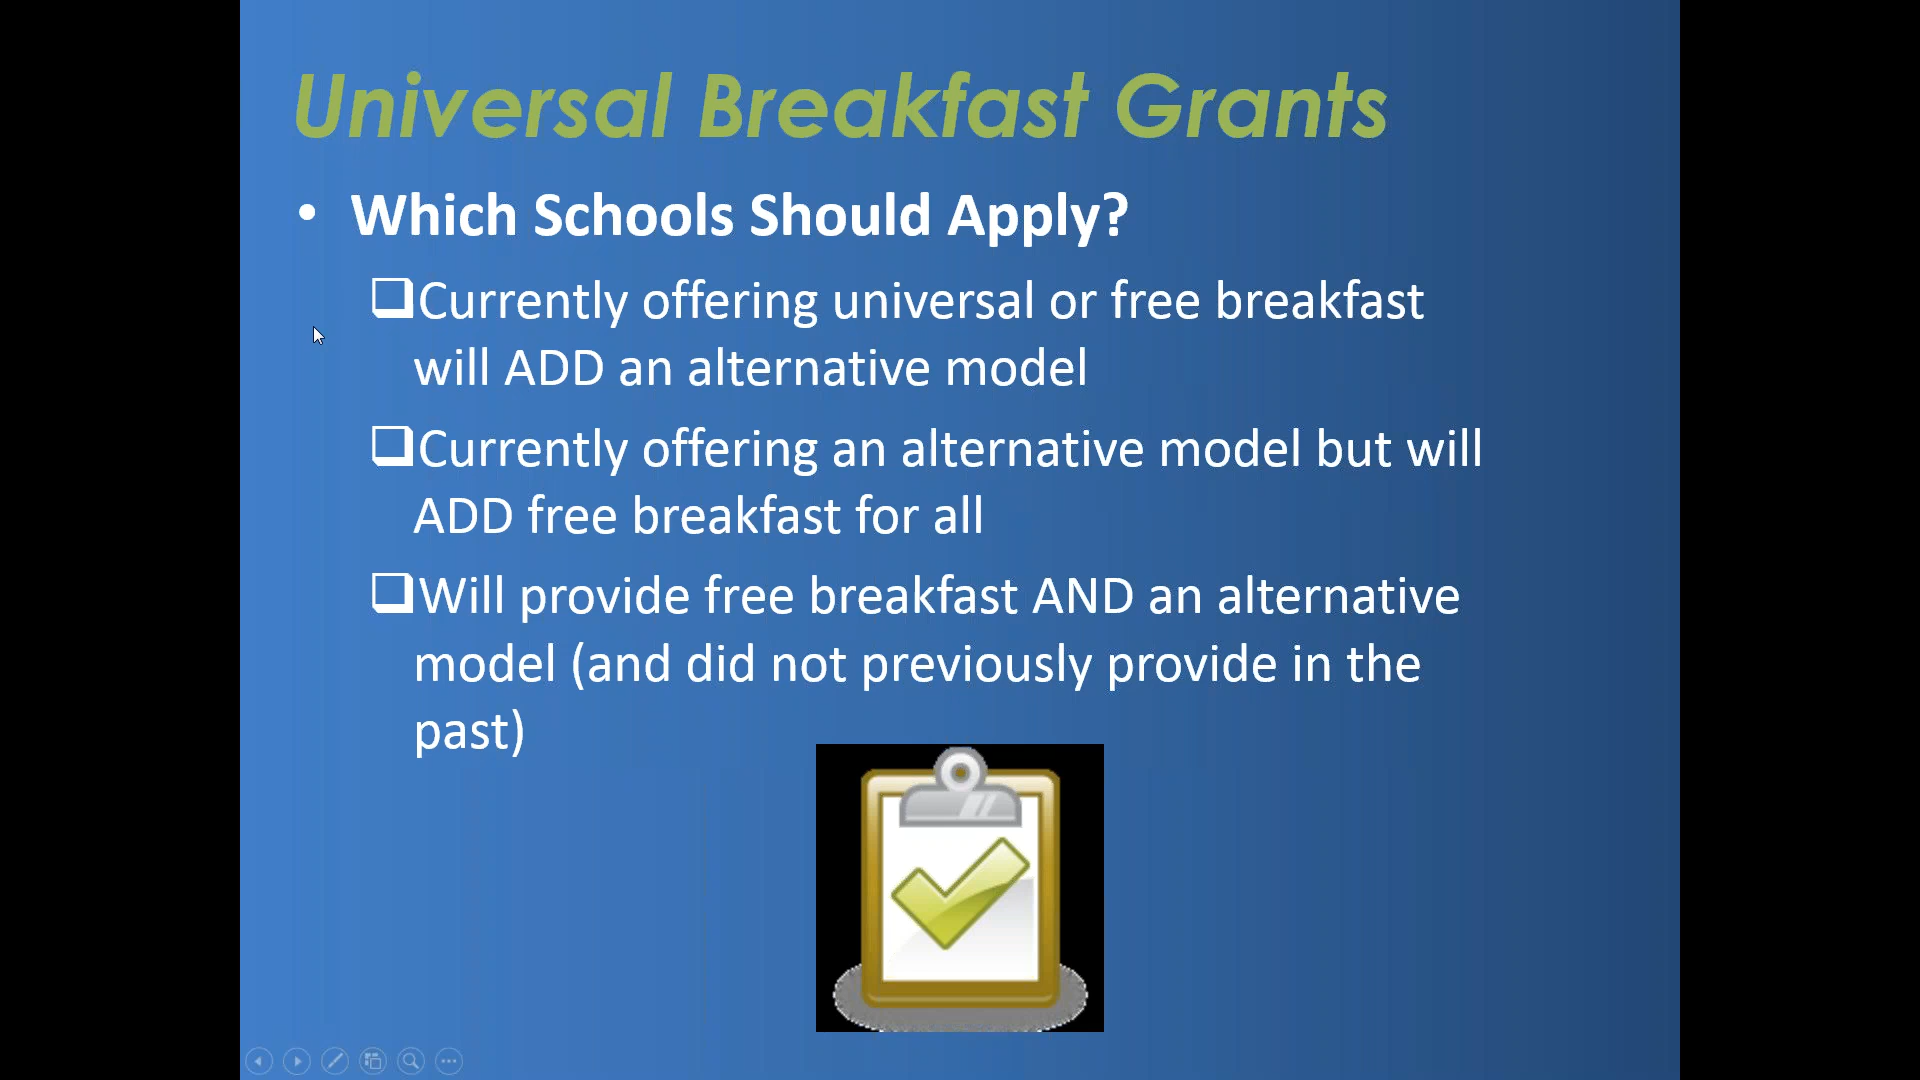 Universal Breakfast Grants
• Which Schools Should Apply?
❑Currently offering universal or free breakfast
will ADD an alternative model
❑Currently offering an alternative model but will
ADD free breakfast for all
❑Will provide free breakfast AND an alternative
model (and did not previously provide in the
past)